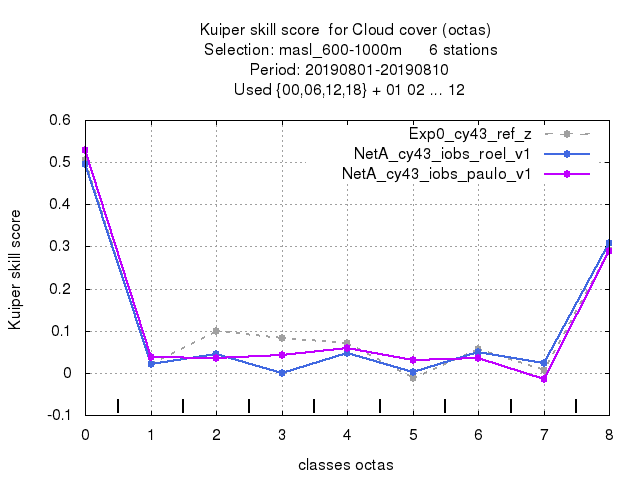 Kuiper skill score  for Cloud cover (octas)
Selection: masl_600-1000m      6 stations
Period: 20190801-20190810
Used {00,06,12,18} + 01 02 ... 12
Exp0_cy43_ref_z
NetA_cy43_iobs_roel_v1
NetA_cy43_iobs_paulo_v1
Kuiper skill score
0.6
0.5
0.4
0.3
0.2
0.1
0
-0.1
0 1 2 3 4 5 6 7 8
classes octas